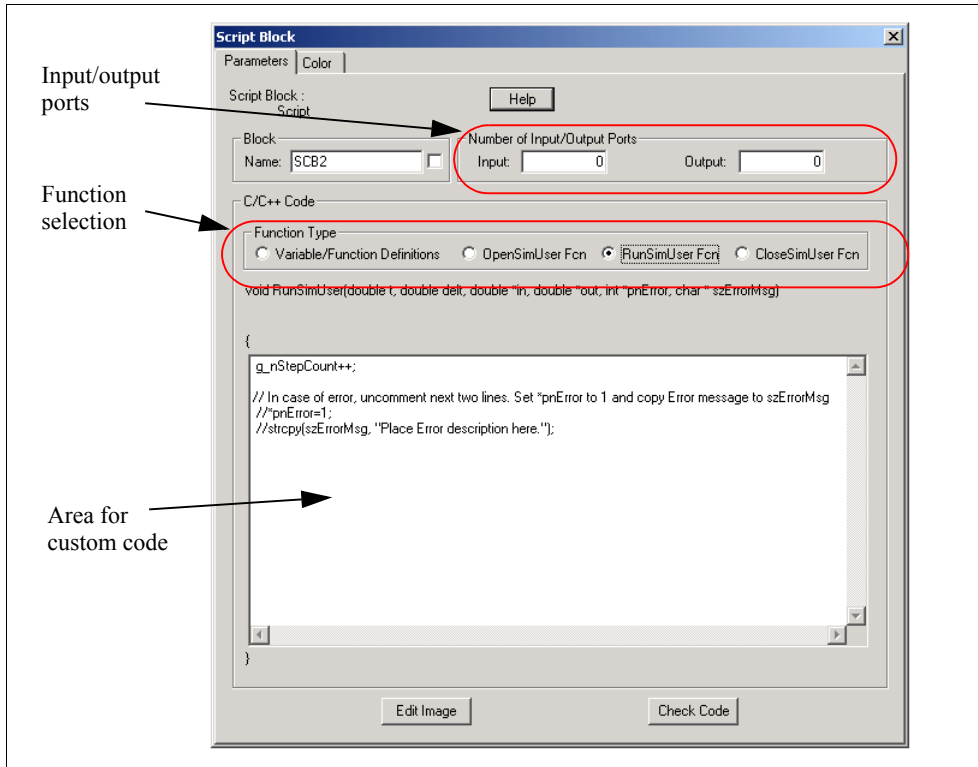 Script Block
Parameters Color
Input/output
ports
Script Block :
Script
Help
Block
Name: SCB2
Number of Input/Output Ports
Input: 0 Output: 0
Function
selection
C/C++ Code
Function Type
Variable/Function Definitions OpenSimUser Fcn RunSimUser Fcn CloseSimUser Fcn
void RunSimUser(double t, double delt, double *in, double *out, int *pnError, char * szErrorMsg)
{
g_nStepCount++;
// In case of error, uncomment next two lines. Set *pnError to 1 and copy Error message to szErrorMsg
//*pnError=1;
//strcpy(szErrorMsg, "Place Error description here.");
Area for
custom code
}
Edit Image Check Code